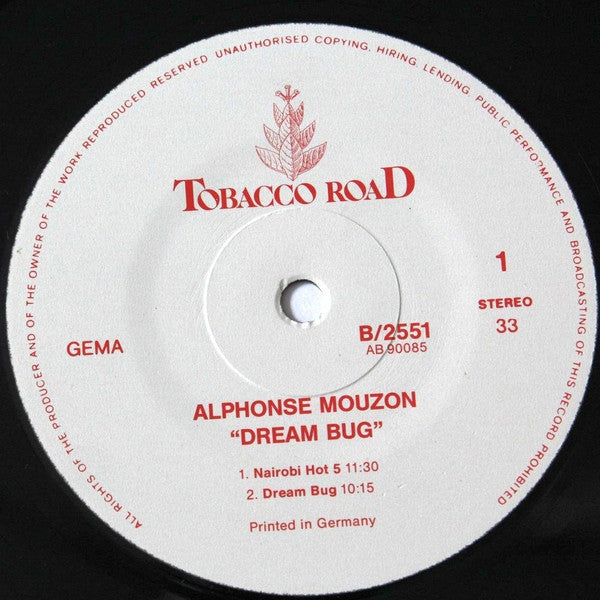 ALL RIGHTS OF THE PRODUCER AND OF THE OWNER OF THE WORK REPRODUCED RESERVED UNAUTHORISED COPYING, HIRING, LENDING, PUBLIC PERFORMANCE AND BROADCASTING OF THIS RECORD PROHIBITED
TOBACCO ROAD
1
STEREO
33
GEMA
B/2551
AB 90085
ALPHONSE MOUZON
“DREAM BUG”
1. Nairobi Hot 5 11:30
2. Dream Bug 10:15
Printed in Germany